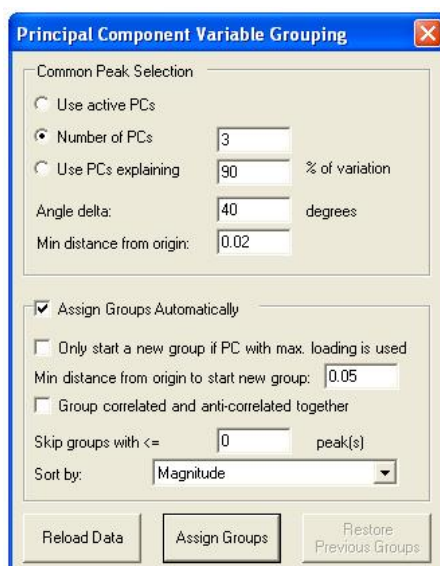 Principal Component Variable Grouping
Common Peak Selection
Use active PCs
Number of PCs 3
Use PCs explaining 90 % of variation
Angle delta: 40 degrees
Min distance from origin: 0.02
Assign Groups Automatically
Only start a new group if PC with max. loading is used
Min distance from origin to start new group: 0.05
Group correlated and anti-correlated together
Skip groups with <= 0 peak(s)
Sort by: Magnitude
Reload Data
Assign Groups
Restore
Previous Groups